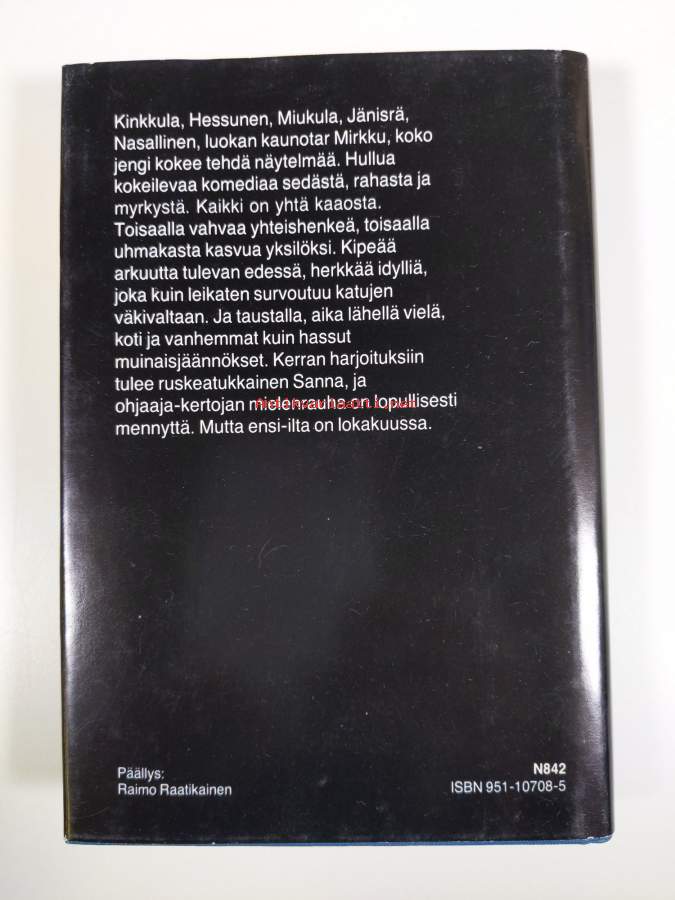 Kinkkula, Hessunen, Miukula, Jänisrä,
Nasallinen, luokan kaunotar Mirkku, koko
jengi kokee tehdä näytelmää. Hullua
kokeilevaa komediaa sedästä, rahasta ja
myrkystä. Kaikki on yhtä kaaosta.
Toisaalla vahvaa yhteishenkeä, toisaalla
uhmakasta kasvua yksilöksi. Kipeää
arkuutta tulevan edessä, herkkää idylliä,
joka kuin leikaten survoutuu katujen
väkivaltaan. Ja taustalla, aika lähellä vielä,
koti ja vanhemmat kuin hassut
muinaisjäännökset. Kerran harjoituksiin
tulee ruskeatukkainen Sanna, ja
ohjaaja-kertojan mielenrauha on lopullisesti
mennyttä. Mutta ensi-ilta on lokakuussa.
Päällys:
Raimo Raatikainen
N842
ISBN 951-10708-5